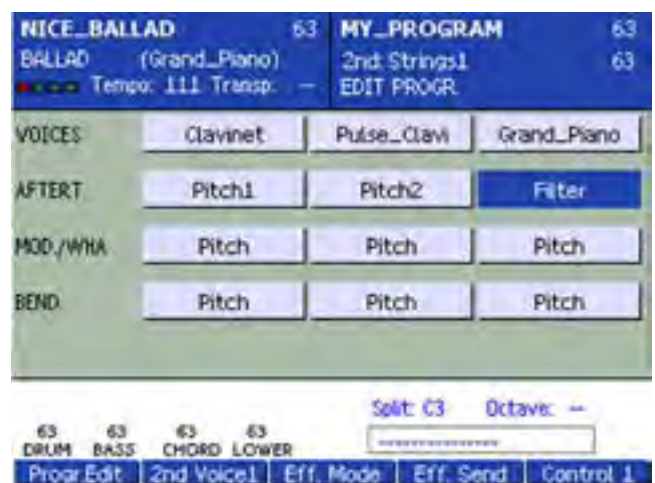 NICE_BALLAD 63 MY_PROGRAM 63
BALLAD (Grand_Piano) 2nd: Strings1 63
Tempo: 111 Transp: -- EDIT PROGR.
VOICES Clavinet Pulse_Clavi Grand_Piano
AFTERT Pitch1 Pitch2 Filter
MOD./WHA Pitch Pitch Pitch
BEND Pitch Pitch Pitch
Split: C3 Octave: --
63 63 63 63
DRUM BASS CHORD LOWER ---------------
Progr.Edit 2nd Voice1 Eff. Mode Eff. Send Control 1